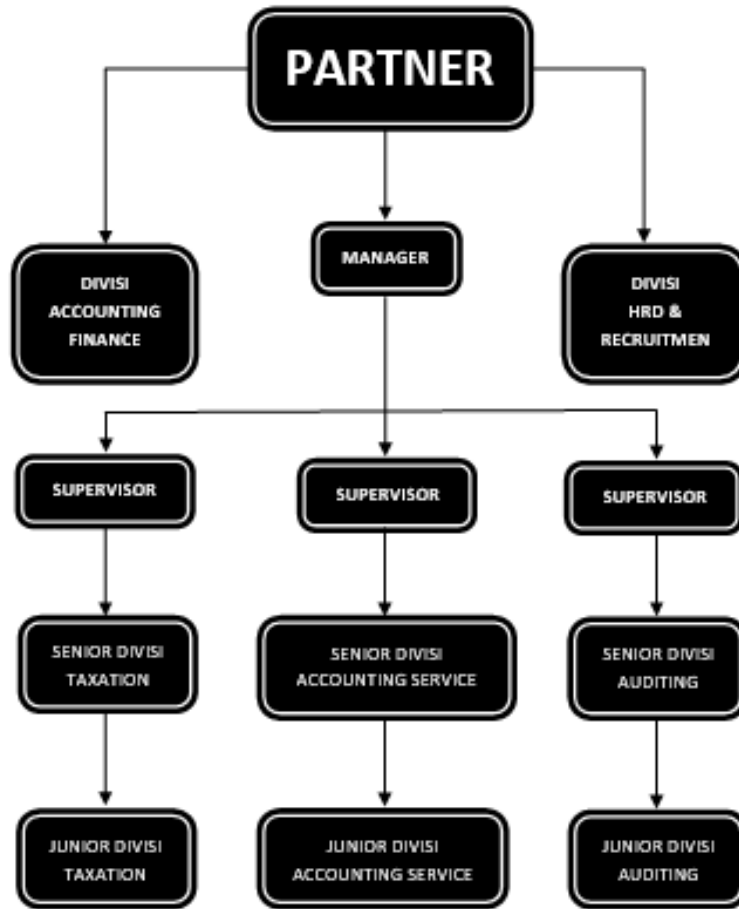 PARTNER
MANAGER
DIVISI
ACCOUNTING
FINANCE
DIVISI
HRD &
RECRUITMEN
SUPERVISOR
SUPERVISOR
SUPERVISOR
SENIOR DIVISI
TAXATION
SENIOR DIVISI
ACCOUNTING SERVICE
SENIOR DIVISI
AUDITING
JUNIOR DIVISI
TAXATION
JUNIOR DIVISI
ACCOUNTING SERVICE
JUNIOR DIVISI
AUDITING